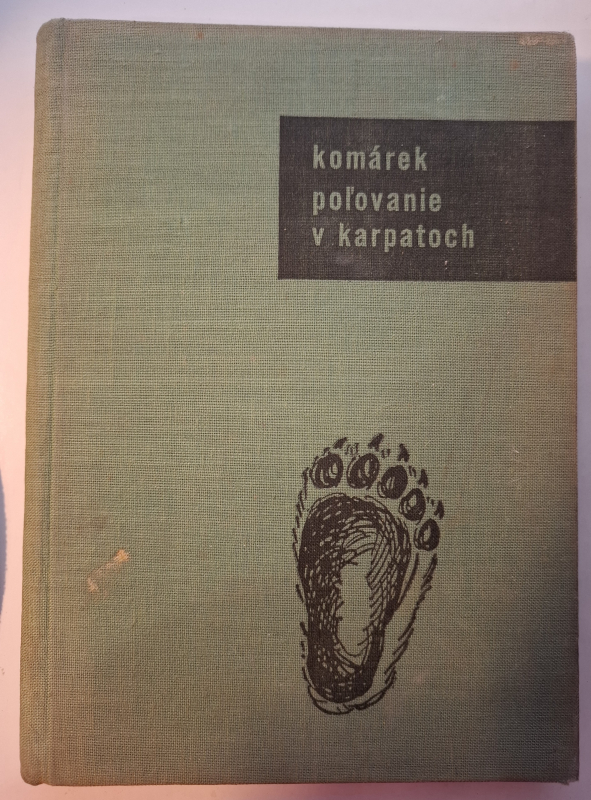 komárek
poľovanie
v karpatoch